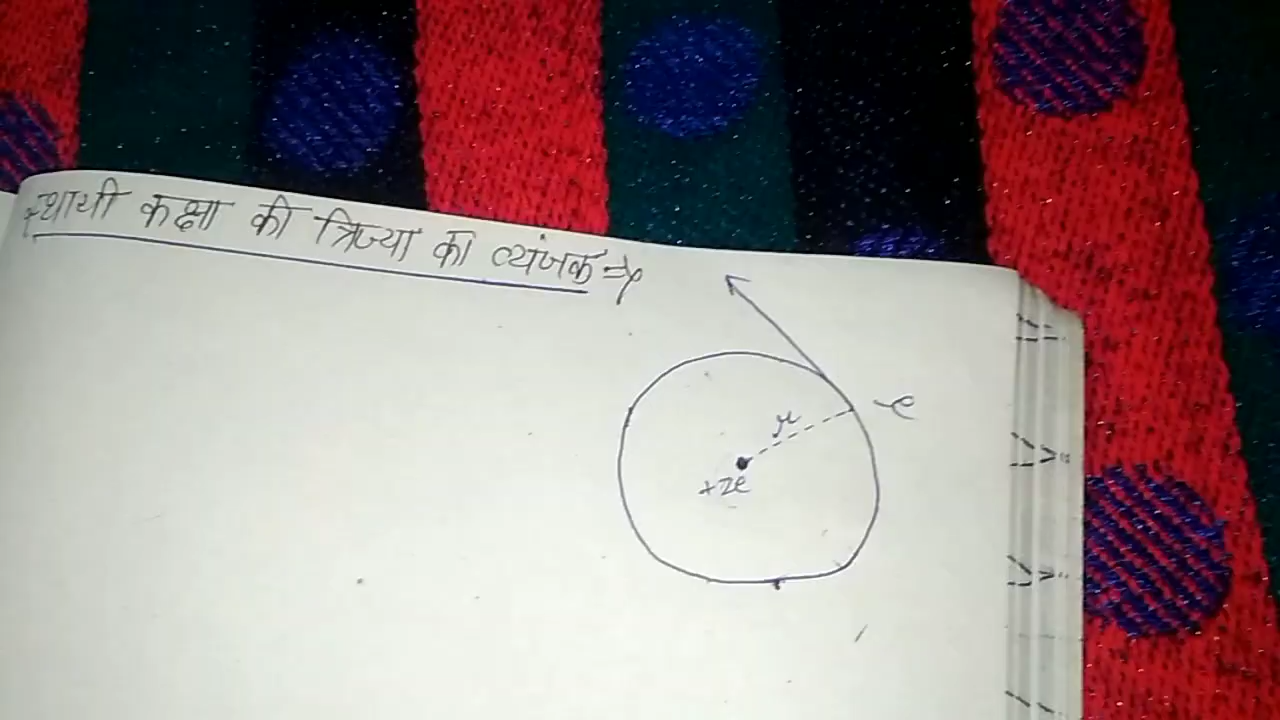 स्थायी कक्षा की त्रिज्या का व्यंजक ⇒
r
-e
+ze